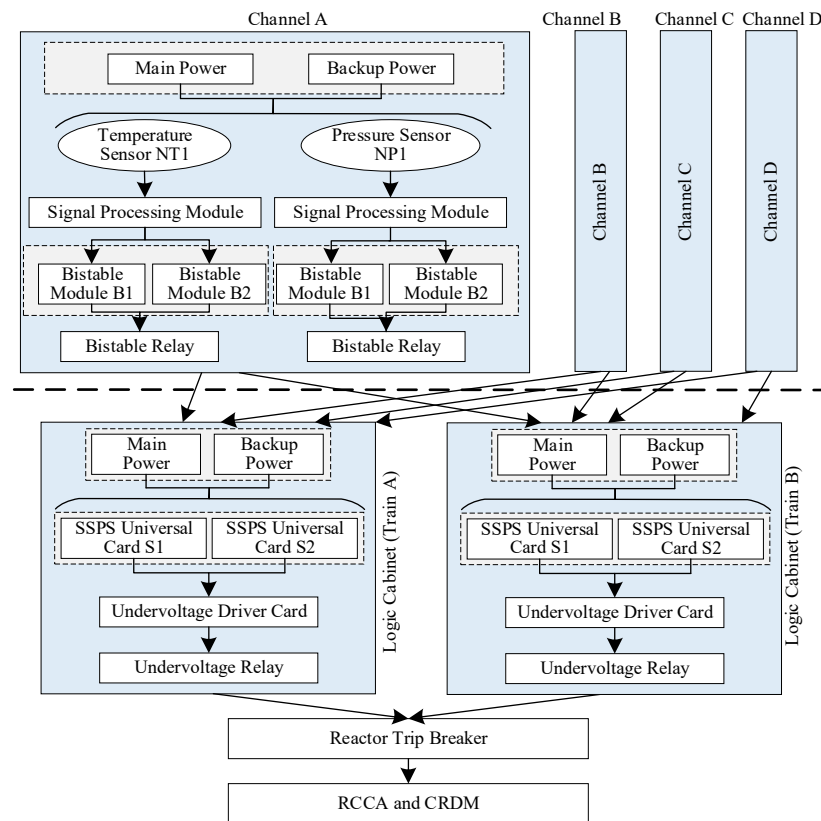 Channel A
Channel B
Channel C
Channel D
Main Power
Backup Power
Temperature
Sensor NT1
Pressure Sensor
NP1
Signal Processing Module
Signal Processing Module
Bistable
Module B1
Bistable
Module B2
Bistable
Module B1
Bistable
Module B2
Bistable Relay
Bistable Relay
Channel B
Channel C
Channel D
Main
Power
Backup
Power
SSPS Universal
Card S1
SSPS Universal
Card S2
Undervoltage Driver Card
Undervoltage Relay
Logic Cabinet (Train A)
Main
Power
Backup
Power
SSPS Universal
Card S1
SSPS Universal
Card S2
Undervoltage Driver Card
Undervoltage Relay
Logic Cabinet (Train B)
Reactor Trip Breaker
RCCA and CRDM